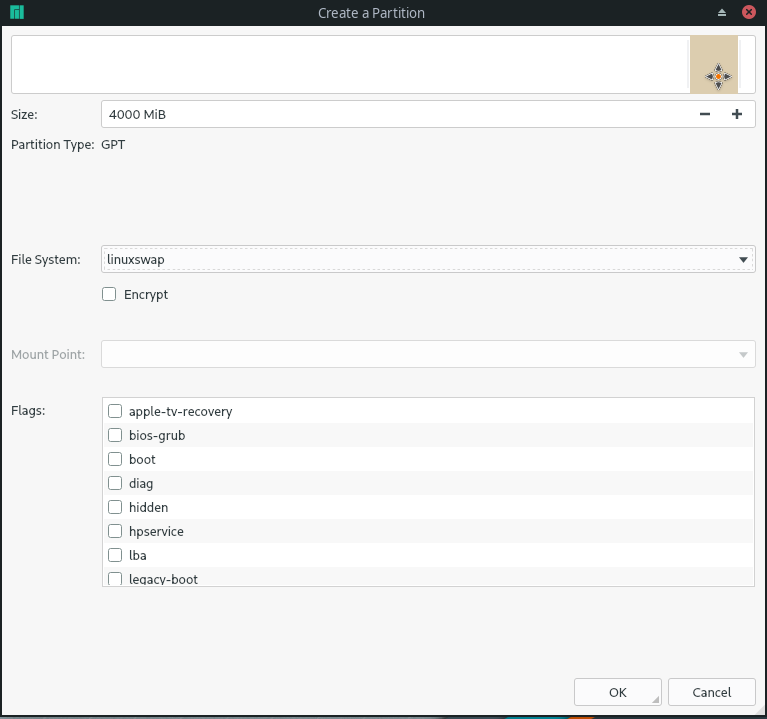 Create a Partition
Size: 4000 MiB
Partition Type: GPT
File System: linuxswap
Encrypt
Mount Point:
Flags: apple-tv-recovery
bios-grub
boot
diag
hidden
hpservice
lba
legacy-boot
OK Cancel